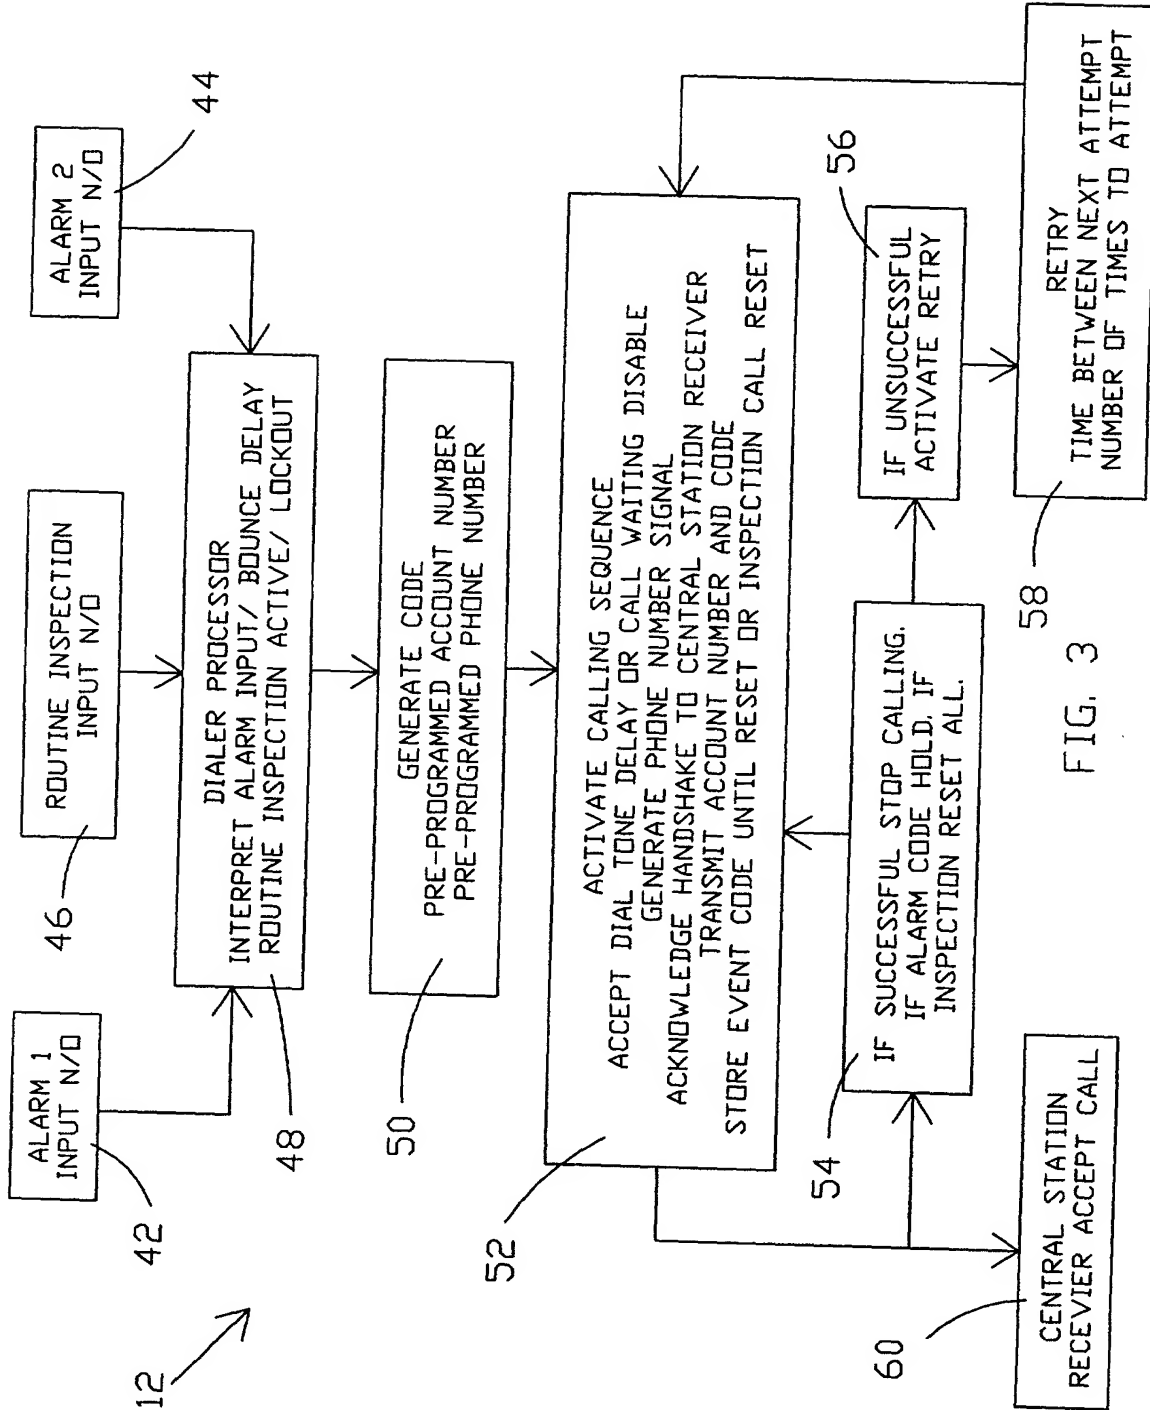 12
42
ALARM 1
INPUT N/O
46
ROUTINE INSPECTION
INPUT N/O
ALARM 2
INPUT N/O
44
48
DIALER PROCESSOR
INTERPRET ALARM INPUT/ BOUNCE DELAY
ROUTINE INSPECTION ACTIVE/ LOCKOUT
50
GENERATE CODE
PRE-PROGRAMMED ACCOUNT NUMBER
PRE-PROGRAMMED PHONE NUMBER
52
ACTIVATE CALLING SEQUENCE
ACCEPT DIAL TONE DELAY OR CALL WAITING DISABLE
GENERATE PHONE NUMBER SIGNAL
ACKNOWLEDGE HANDSHAKE TO CENTRAL STATION RECEIVER
TRANSMIT ACCOUNT NUMBER AND CODE
STORE EVENT CODE UNTIL RESET OR INSPECTION CALL RESET
54
IF SUCCESSFUL STOP CALLING.
IF ALARM CODE HOLD. IF
INSPECTION RESET ALL.
56
IF UNSUCCESSFUL
ACTIVATE RETRY
60
CENTRAL STATION
RECEVIER ACCEPT CALL
58
RETRY
TIME BETWEEN NEXT ATTEMPT
NUMBER OF TIMES TO ATTEMPT
FIG. 3